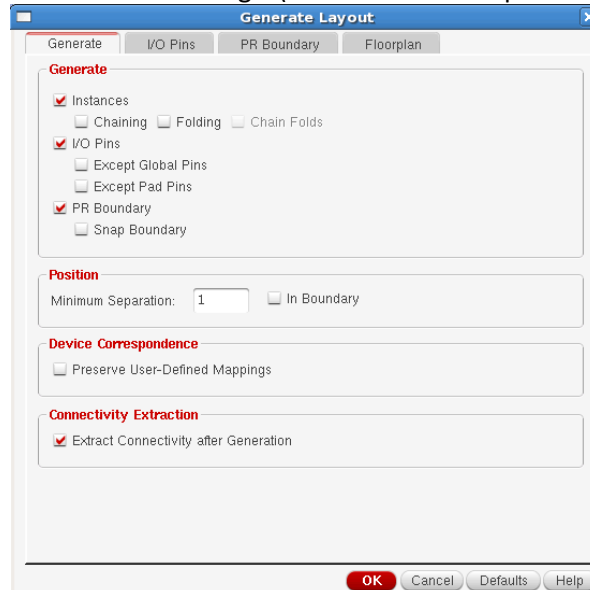 Generate Layout
Generate I/O Pins PR Boundary Floorplan
Generate
Instances
Chaining Folding Chain Folds
I/O Pins
Except Global Pins
Except Pad Pins
PR Boundary
Snap Boundary
Position
Minimum Separation: 1 In Boundary
Device Correspondence
Preserve User-Defined Mappings
Connectivity Extraction
Extract Connectivity after Generation
OK Cancel Defaults Help